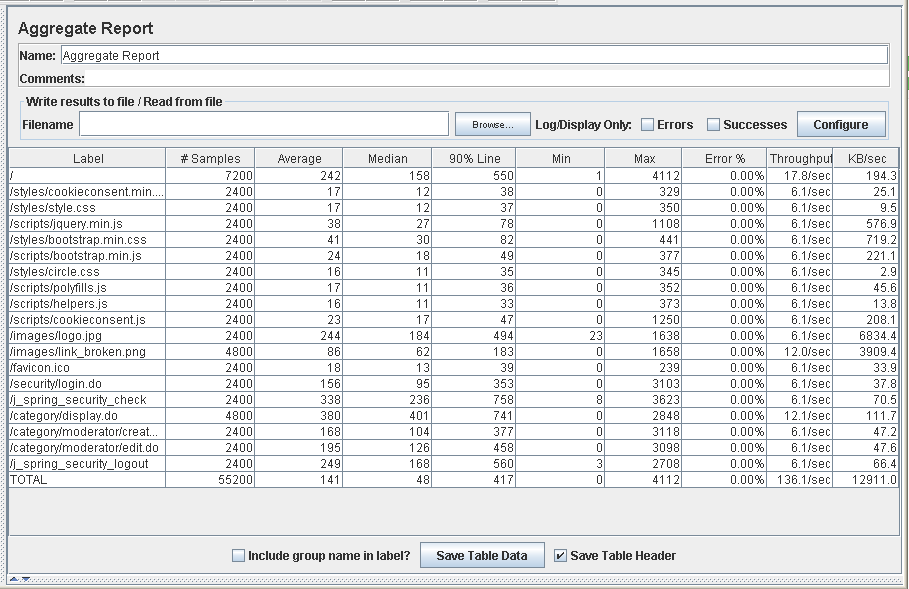 Aggregate Report
Name: Aggregate Report
Comments:
Write results to file / Read from file
Filename Browse... Log/Display Only: Errors Successes Configure
Label # Samples Average Median 90% Line Min Max Error % Throughput KB/sec
/ 7200 242 158 550 1 4112 0.00% 17.8/sec 194.3
/styles/cookieconsent.min.... 2400 17 12 38 0 329 0.00% 6.1/sec 25.1
/styles/style.css 2400 17 12 37 0 350 0.00% 6.1/sec 9.5
/scripts/jquery.min.js 2400 38 27 78 0 1108 0.00% 6.1/sec 576.9
/styles/bootstrap.min.css 2400 41 30 82 0 441 0.00% 6.1/sec 719.2
/scripts/bootstrap.min.js 2400 24 18 49 0 377 0.00% 6.1/sec 221.1
/styles/circle.css 2400 16 11 35 0 345 0.00% 6.1/sec 2.9
/scripts/polyfills.js 2400 17 11 36 0 352 0.00% 6.1/sec 45.6
/scripts/helpers.js 2400 16 11 33 0 373 0.00% 6.1/sec 13.8
/scripts/cookieconsent.js 2400 23 17 47 0 1250 0.00% 6.1/sec 208.1
/images/logo.jpg 2400 244 184 494 23 1638 0.00% 6.1/sec 6834.4
/images/link_broken.png 4800 86 62 183 0 1658 0.00% 12.0/sec 3909.4
/favicon.ico 2400 18 13 39 0 239 0.00% 6.1/sec 33.9
/security/login.do 2400 156 95 353 0 3103 0.00% 6.1/sec 37.8
/j_spring_security_check 2400 338 236 758 8 3623 0.00% 6.1/sec 70.5
/category/display.do 4800 380 401 741 0 2848 0.00% 12.1/sec 111.7
/category/moderator/creat... 2400 168 104 377 0 3118 0.00% 6.1/sec 47.2
/category/moderator/edit.do 2400 195 126 458 0 3098 0.00% 6.1/sec 47.6
/j_spring_security_logout 2400 249 168 560 3 2708 0.00% 6.1/sec 66.4
TOTAL 55200 141 48 417 0 4112 0.00% 136.1/sec 12911.0
Include group name in label? Save Table Data Save Table Header